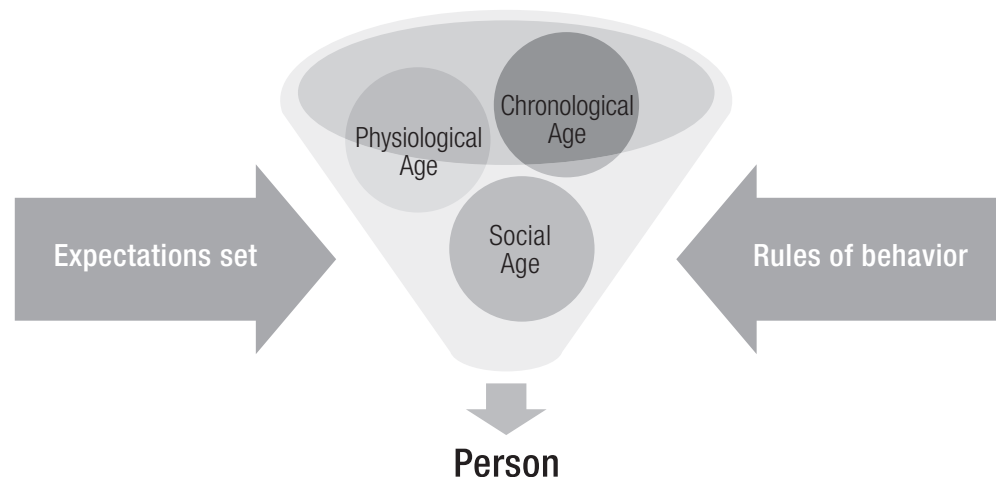 Chronological
Age
Physiological
Age
Social
Age
Expectations set
Rules of behavior
Person